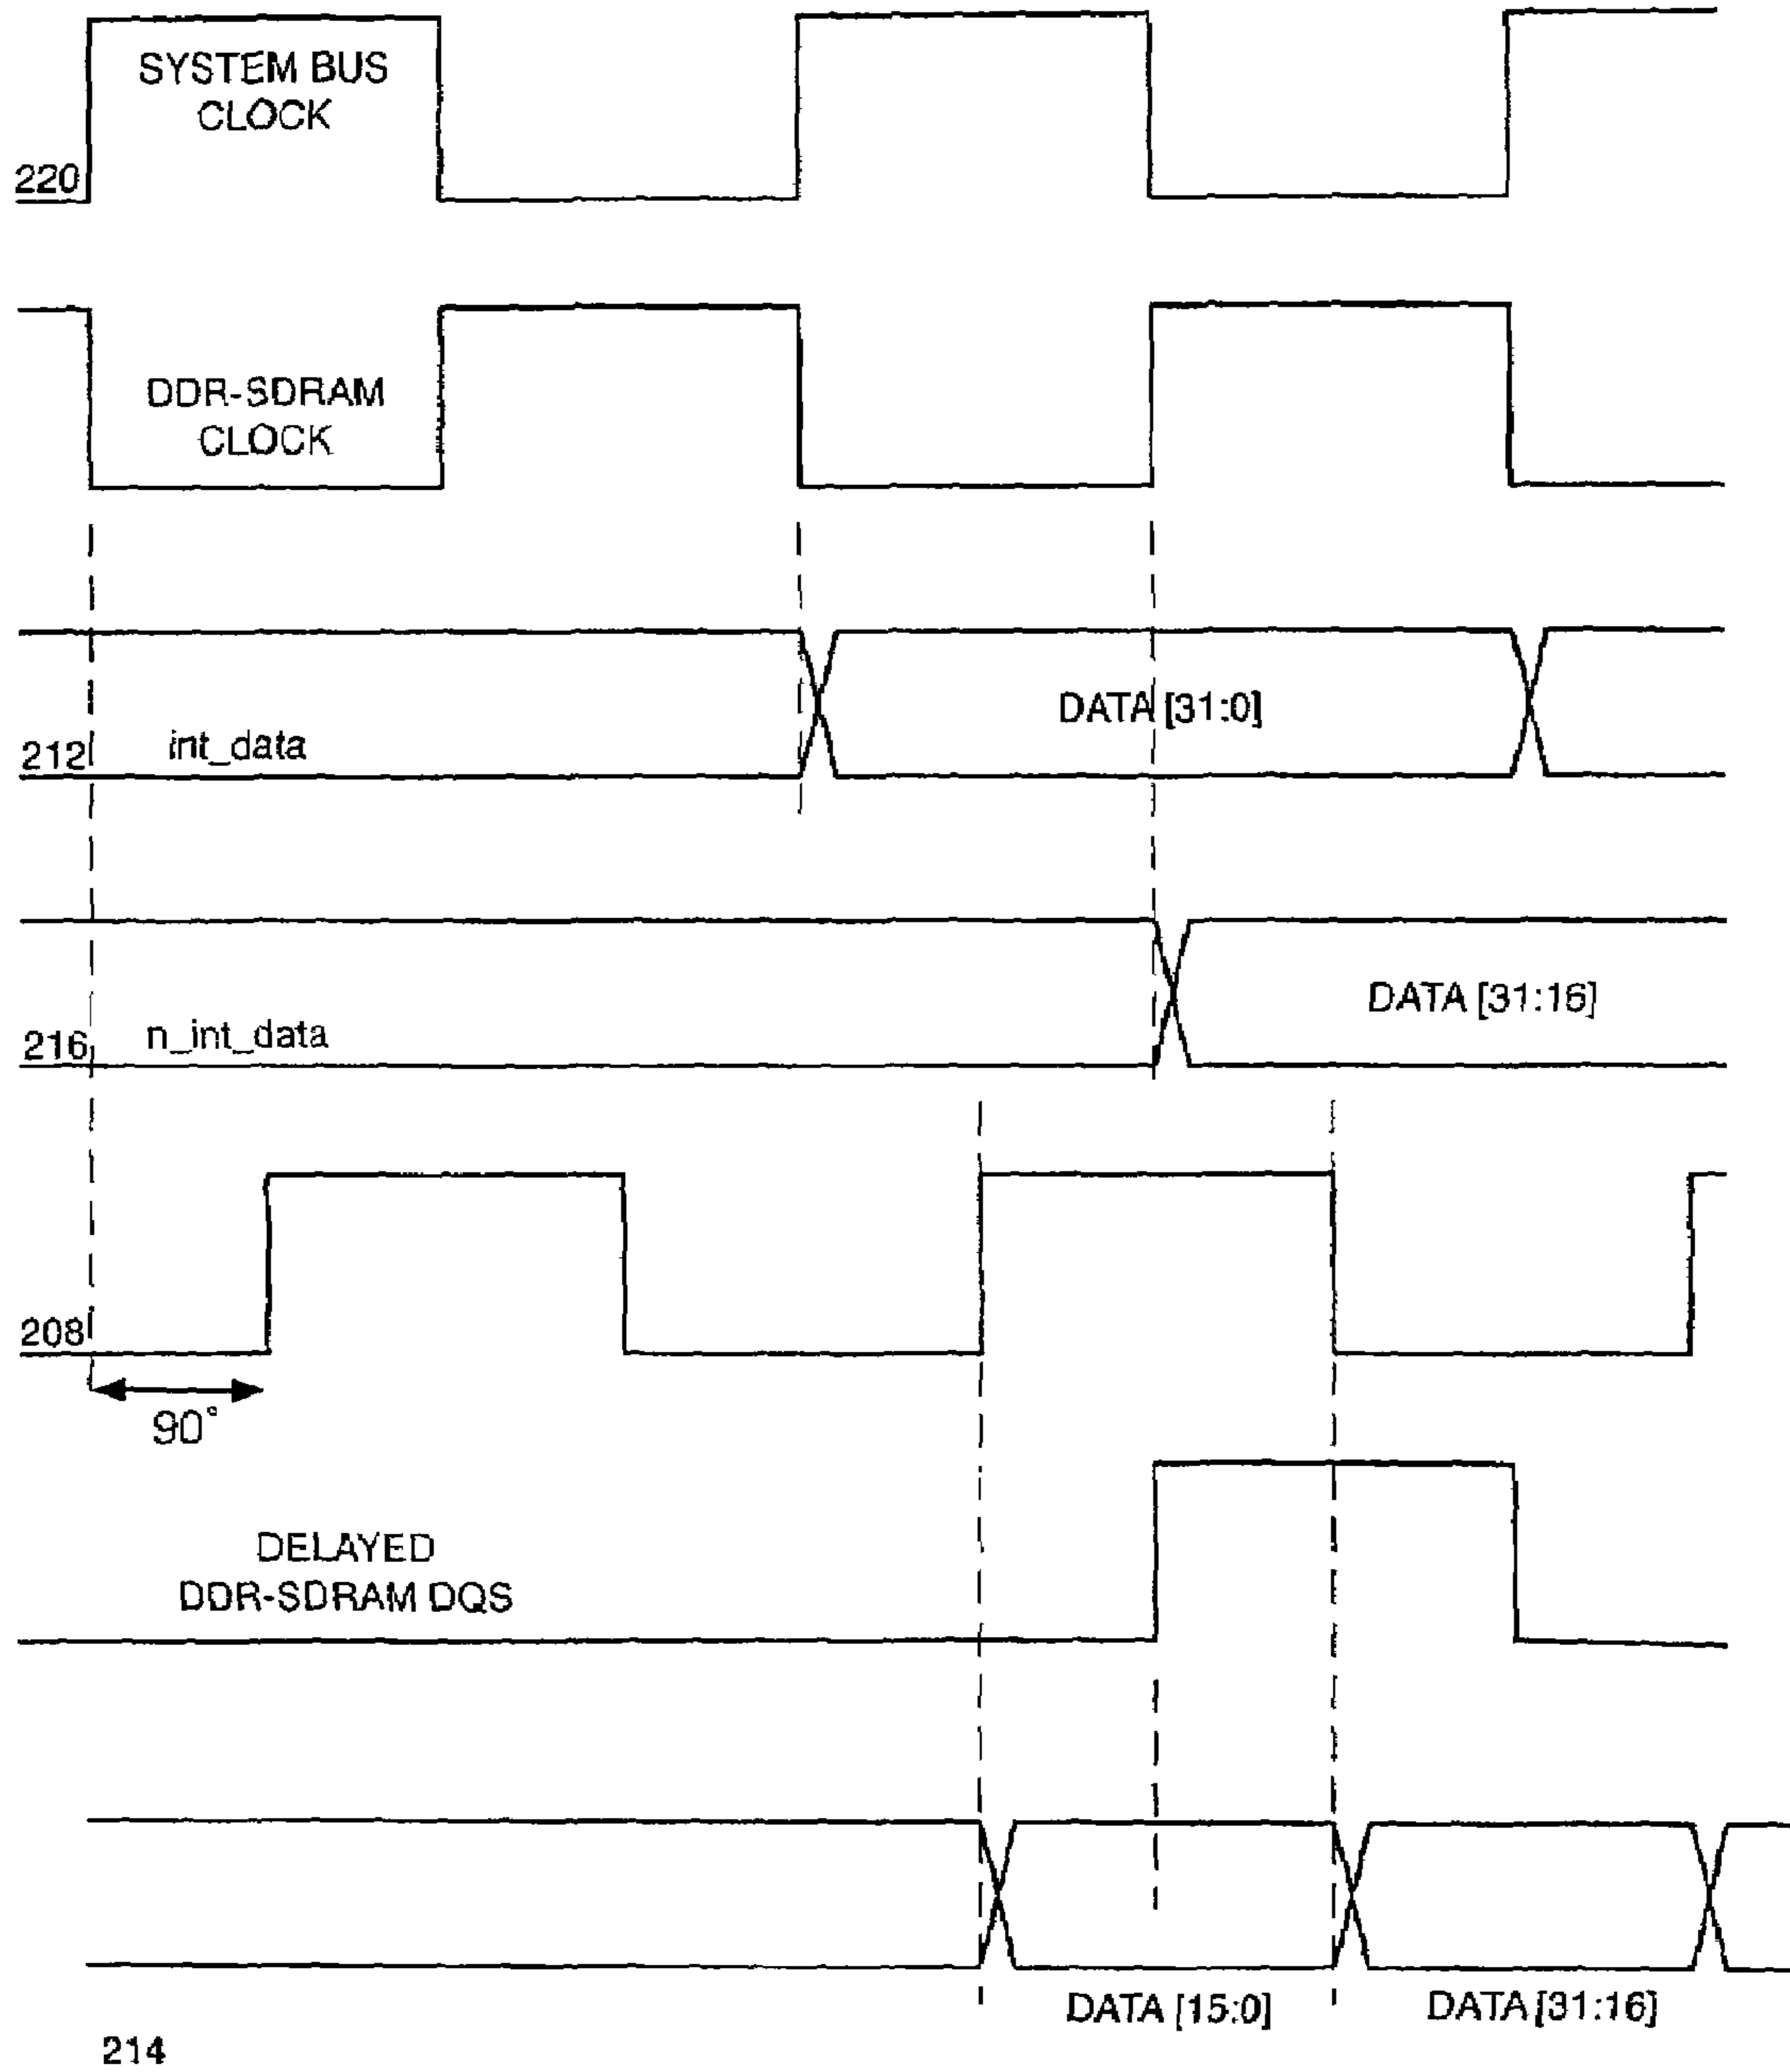 SYSTEM BUS
CLOCK
220
DDR-SDRAM
CLOCK
DATA [31:0]
212
int_data
DATA [31:16]
216
n_int_data
208
90°
DELAYED
DDR-SDRAM DQS
DATA [15:0]
DATA [31:16]
214